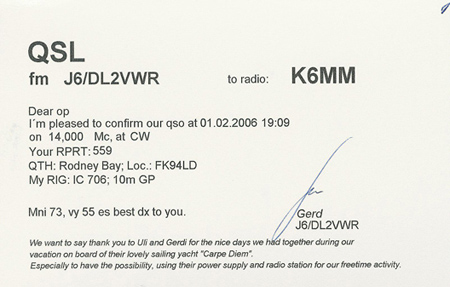 QSL
fm J6/DL2VWR to radio: K6MM
Dear op
I´m pleased to confirm our qso at 01.02.2006 19:09
on 14,000 Mc, at CW
Your RPRT: 559
QTH: Rodney Bay; Loc.: FK94LD
My RIG: IC 706; 10m GP
Mni 73, vy 55 es best dx to you.
Gerd
J6/DL2VWR
We want to say thank you to Uli and Gerdi for the nice days we had together during our
vacation on board of their lovely sailing yacht "Carpe Diem".
Especially to have the possibility, using their power supply and radio station for our freetime activity.